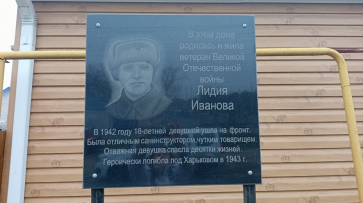 В этом доме
родилась и жила
ветеран Великой
Отечественной
войны
Лидия
Иванова
В 1942 году 18-летней девушкой ушла на фронт.
Была отличным санинструктором чутким товарищем.
Отважная девушка спасла десятки жизней.
Героически погибла под Харьковом в 1943 г.